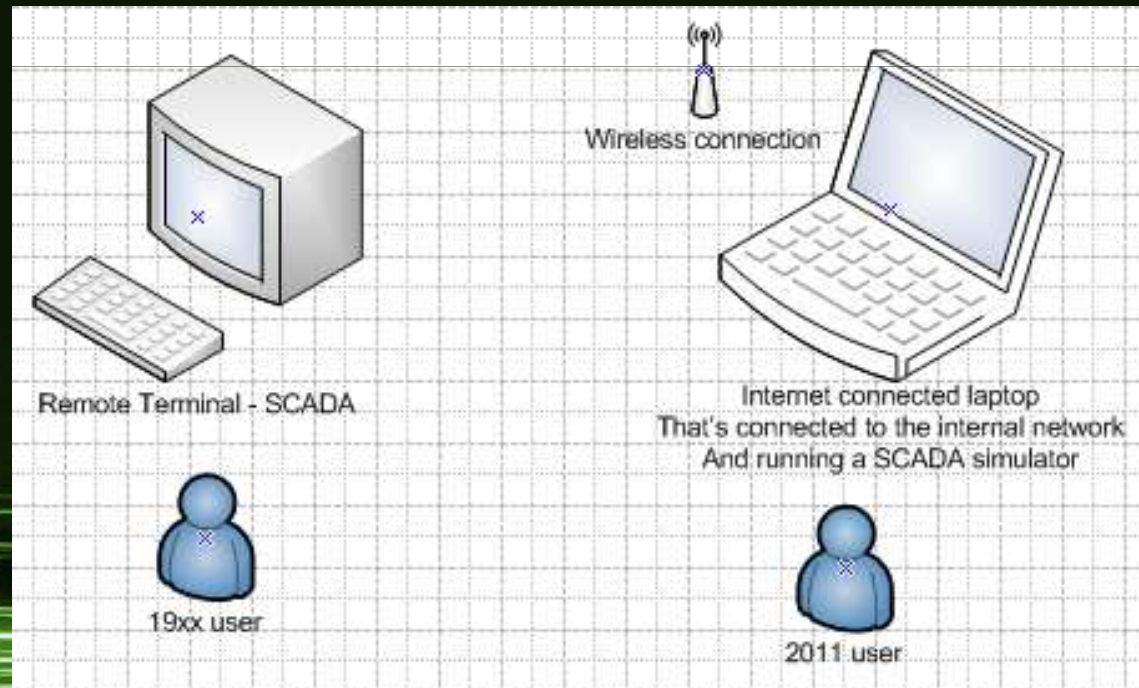 Wireless connection
Remote Terminal - SCADA
Internet connected laptop
That's connected to the internal network
And running a SCADA simulator
19xx user
2011 user